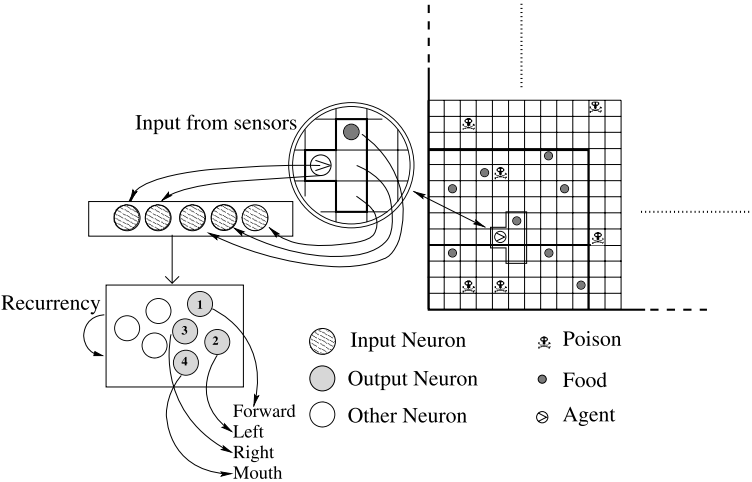 Input from sensors
Recurrency
1
3
2
4
Forward
Left
Right
Mouth
Input Neuron
Output Neuron
Other Neuron
Poison
Food
Agent